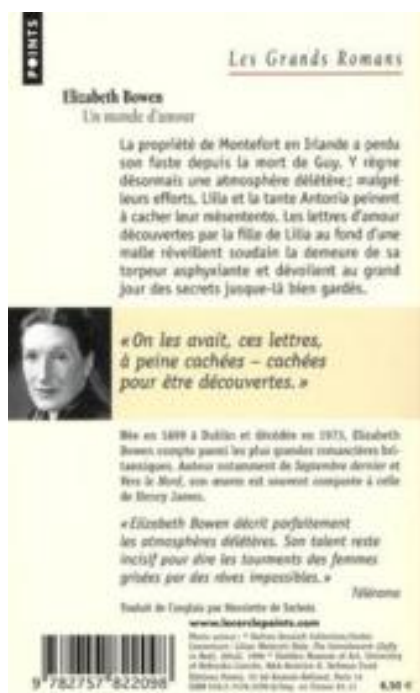 POINTS
Les Grands Romans
Elizabeth Bowen
Un monde d'amour
La propriété de Montefort en Irlande a perdu
son faste depuis la mort de Guy. Y règne
désormais une atmosphère délétère ; malgré
leurs efforts, Lilia et la tante Antonia peinent
à cacher leur mésentente. Les lettres d'amour
découvertes par la fille de Lilia au fond d'une
malle réveillent soudain la demeure de sa
torpeur asphyxiante et dévoilent au grand
jour des secrets jusque-là bien gardés.
« On les avait, ces lettres,
à peine cachées – cachées
pour être découvertes. »
Née en 1899 à Dublin et décédée en 1973, Elizabeth
Bowen compte parmi les plus grandes romancières bri-
tanniques. Auteur notamment de Septembre dernier et
Vers le Nord, son œuvre est souvent comparée à celle
de Henry James.
« Elizabeth Bowen décrit parfaitement
les atmosphères délétères. Son talent reste
incisif pour dire les tourments des femmes
grisées par des rêves impossibles. »
Télérama
Traduit de l'anglais par
www.lecerclepoints.com
9 782757 822098
6,50 €